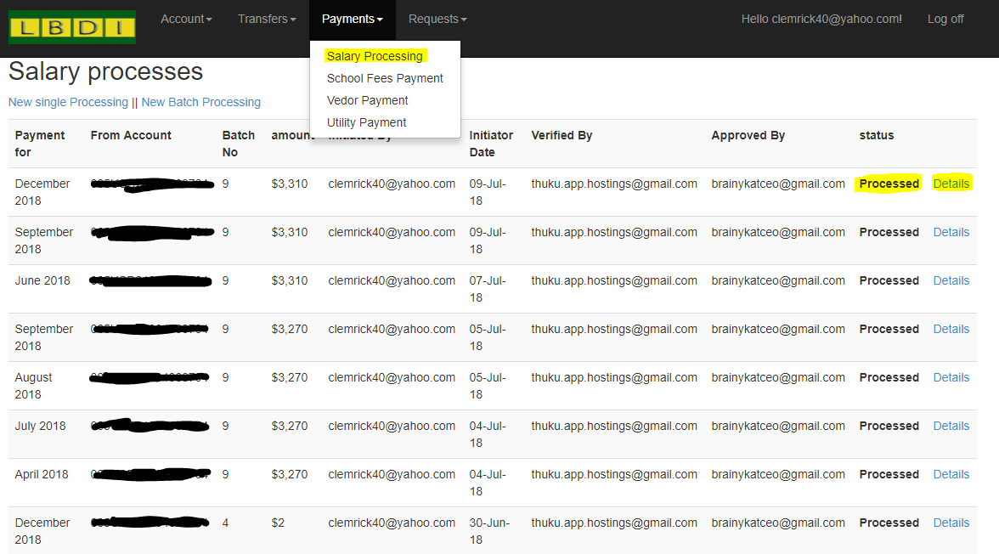 LBDI Account Transfers Payments Requests Hello clemrick40@yahoo.com! Log off
Salary Processing
School Fees Payment
Vedor Payment
Utility Payment
Salary processes
New single Processing || New Batch Processing
Payment for From Account Batch No amount Initiated By Initiator Date Verified By Approved By status
December 2018 9 $3,310 clemrick40@yahoo.com 09-Jul-18 thuku.app.hostings@gmail.com brainykatceo@gmail.com Processed Details
September 2018 9 $3,310 clemrick40@yahoo.com 09-Jul-18 thuku.app.hostings@gmail.com brainykatceo@gmail.com Processed Details
June 2018 9 $3,310 clemrick40@yahoo.com 07-Jul-18 thuku.app.hostings@gmail.com brainykatceo@gmail.com Processed Details
September 2018 9 $3,270 clemrick40@yahoo.com 05-Jul-18 thuku.app.hostings@gmail.com brainykatceo@gmail.com Processed Details
August 2018 9 $3,270 clemrick40@yahoo.com 05-Jul-18 thuku.app.hostings@gmail.com brainykatceo@gmail.com Processed Details
July 2018 9 $3,270 clemrick40@yahoo.com 04-Jul-18 thuku.app.hostings@gmail.com brainykatceo@gmail.com Processed Details
April 2018 9 $3,270 clemrick40@yahoo.com 04-Jul-18 thuku.app.hostings@gmail.com brainykatceo@gmail.com Processed Details
December 2018 4 $2 clemrick40@yahoo.com 30-Jun-18 thuku.app.hostings@gmail.com brainykatceo@gmail.com Processed Details